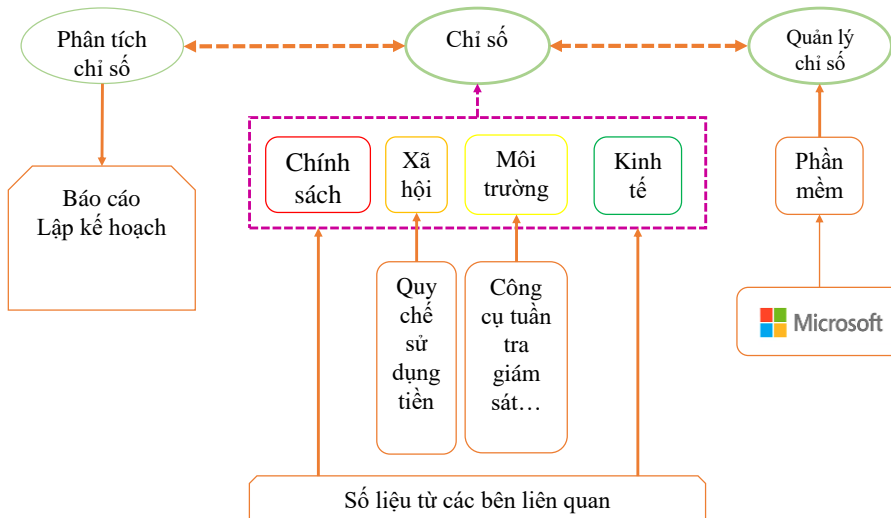 Phân tích
chỉ số
Chỉ số
Quản lý
chỉ số
Chính
sách
Xã
hội
Môi
trường
Kinh
tế
Phần
mềm
Báo cáo
Lập kế hoạch
Quy
chế
sử
dụng
tiền
Công
cụ tuần
tra
giám
sát…
Microsoft
Số liệu từ các bên liên quan